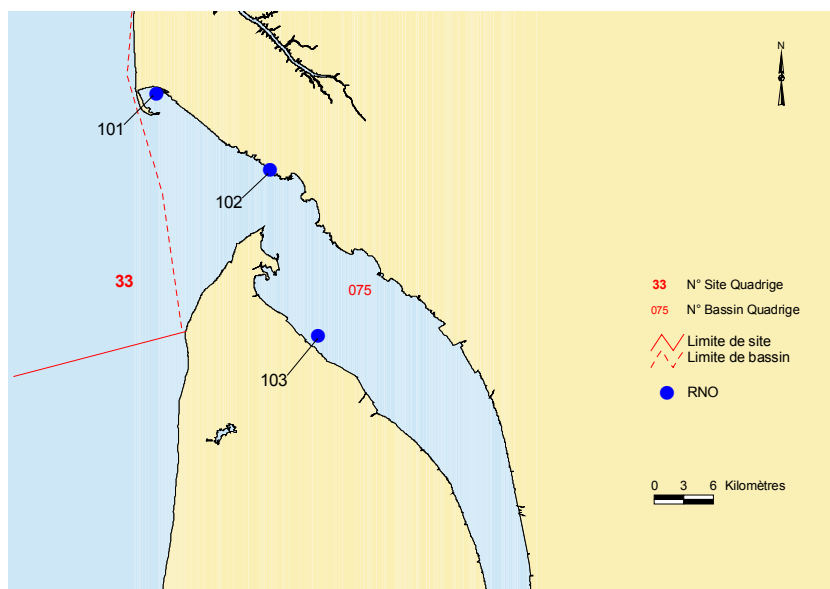 N
101
102
33
075
103
33 N° Site Quadrige
075 N° Bassin Quadrige
Limite de site
Limite de bassin
RNO
0 3 6 Kilomètres